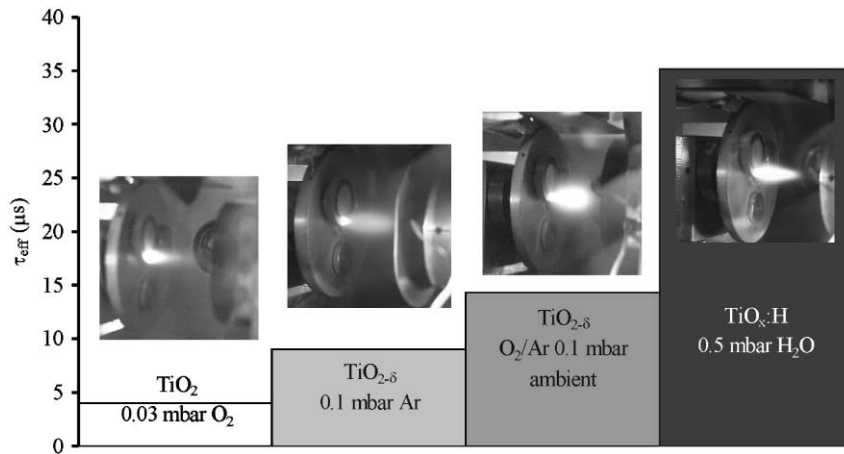 40
35
30
25
20
15
10
5
0
τeff (μs)
TiO2
0.03 mbar O2
TiO2-δ
0.1 mbar Ar
TiO2-δ
O2/Ar 0.1 mbar
ambient
TiOx:H
0.5 mbar H2O